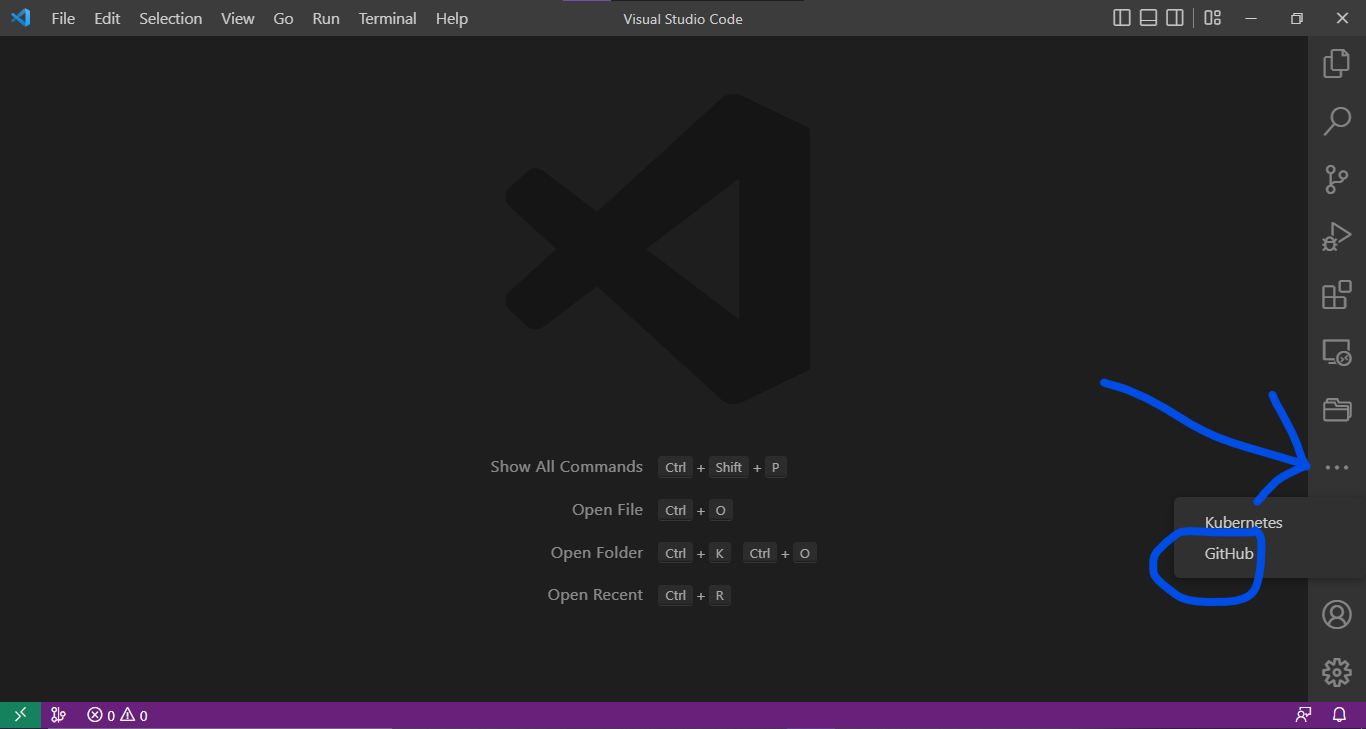 File Edit Selection View Go Run Terminal Help Visual Studio Code
Show All Commands Ctrl + Shift + P
Open File Ctrl + O
Open Folder Ctrl + K Ctrl + O
Open Recent Ctrl + R
Kubernetes
GitHub
0 0